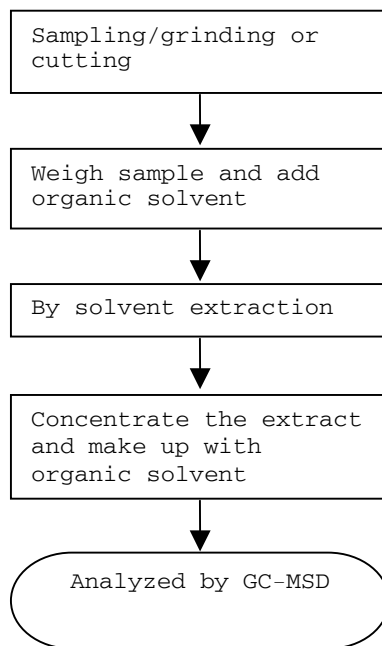 Sampling/grinding or
cutting
Weigh sample and add
organic solvent
By solvent extraction
Concentrate the extract
and make up with
organic solvent
Analyzed by GC-MSD